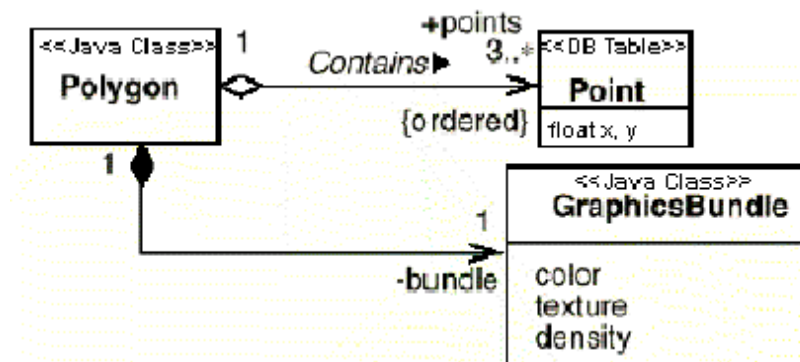 <<Java Class>>
Polygon
1
Contains▶
+points
3..*
{ordered}
<<DB Table>>
Point
float x, y
1
1
-bundle
<<Java Class>>
GraphicsBundle
color
texture
density